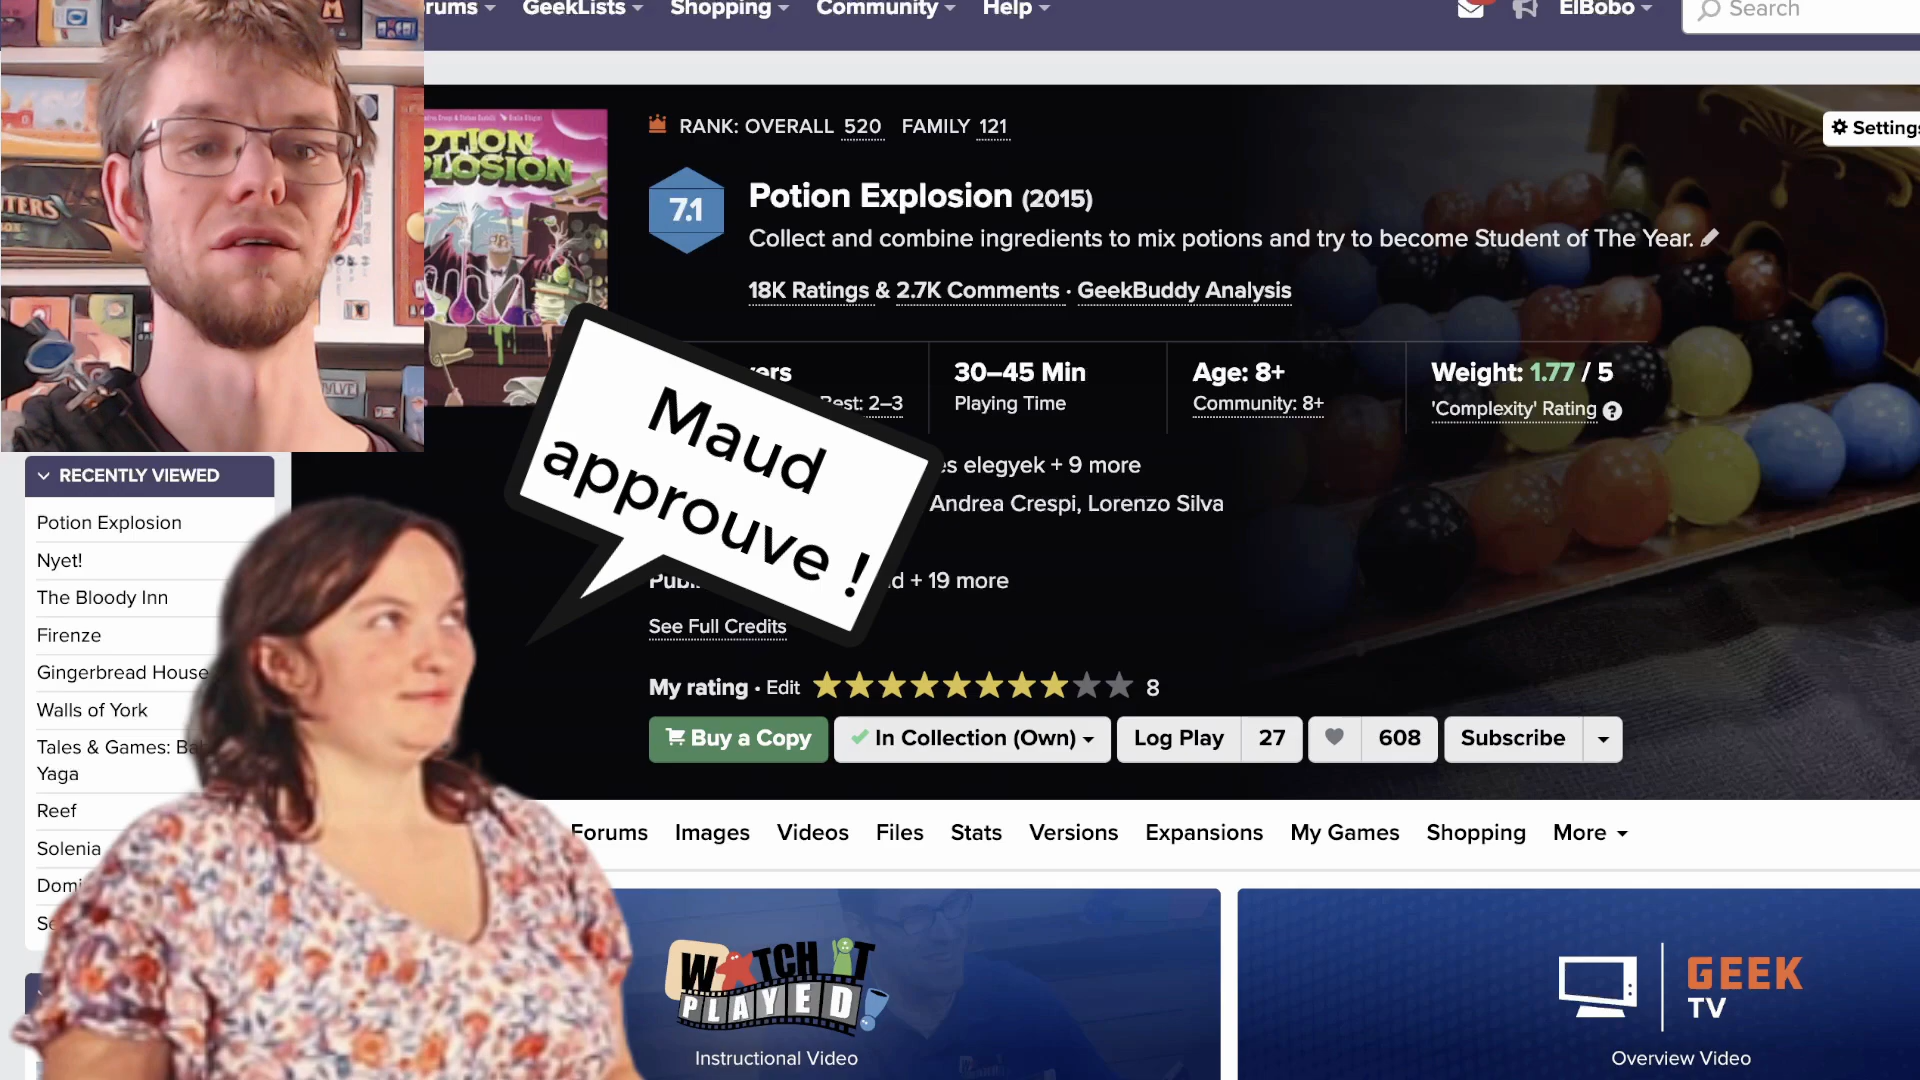 GeekLists
Shopping
Community
Help
ElBobo
Search
RANK: OVERALL 520 FAMILY 121
Settings
7.1
Potion Explosion (2015)
Collect and combine ingredients to mix potions and try to become Student of The Year.
18K Ratings & 2.7K Comments · GeekBuddy Analysis
Best: 2–3
30–45 Min
Playing Time
Age: 8+
Community: 8+
Weight: 1.77 / 5
'Complexity' Rating ?
Maud
approuve !
elegyek + 9 more
Andrea Crespi, Lorenzo Silva
+ 19 more
See Full Credits
My rating · Edit 8
Buy a Copy
In Collection (Own)
Log Play 27
608
Subscribe
RECENTLY VIEWED
Potion Explosion
Nyet!
The Bloody Inn
Firenze
Gingerbread House
Walls of York
Tales & Games:
Yaga
Reef
Solenia
Forums Images Videos Files Stats Versions Expansions My Games Shopping More
WATCH IT
PLAYED!
Instructional Video
GEEK
TV
Overview Video